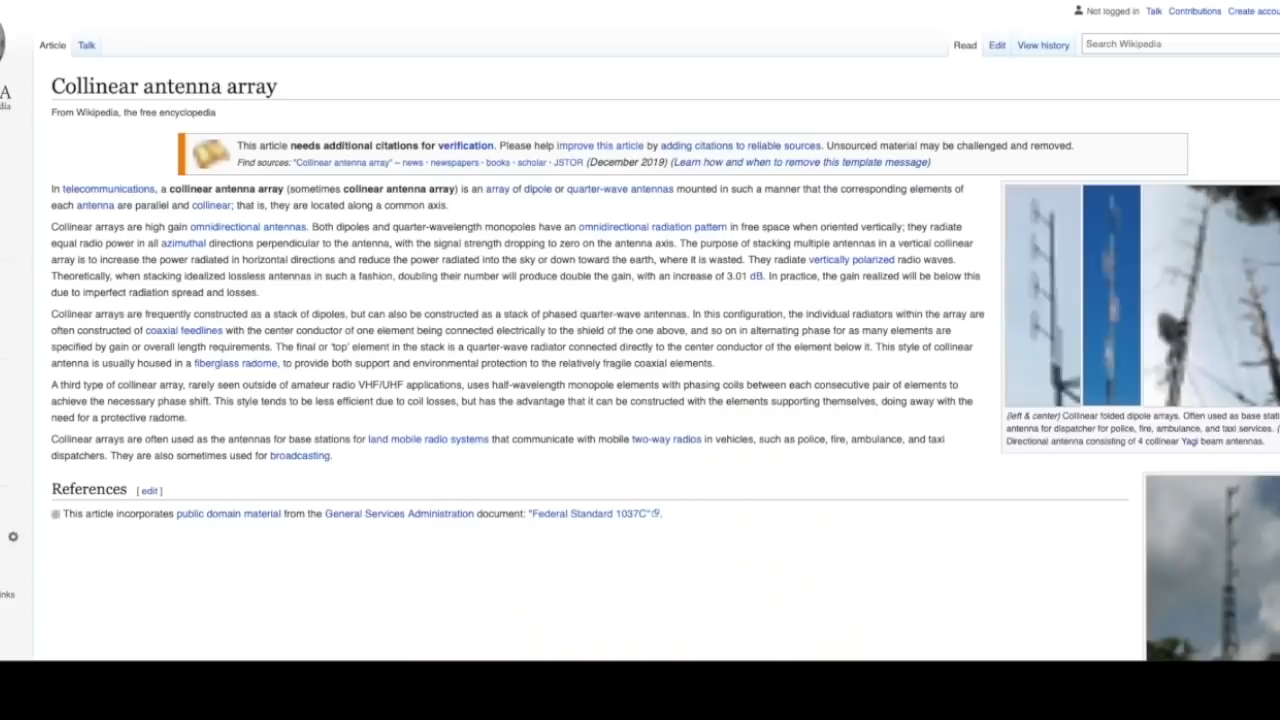 Not logged in Talk Contributions Create accou
Article Talk Read Edit View history Search Wikipedia
A
dia
Collinear antenna array
From Wikipedia, the free encyclopedia
This article needs additional citations for verification. Please help improve this article by adding citations to reliable sources. Unsourced material may be challenged and removed.
Find sources: "Collinear antenna array" – news · newspapers · books · scholar · JSTOR (December 2019) (Learn how and when to remove this template message)
In telecommunications, a collinear antenna array (sometimes colinear antenna array) is an array of dipole or quarter-wave antennas mounted in such a manner that the corresponding elements of
each antenna are parallel and collinear; that is, they are located along a common axis.
Collinear arrays are high gain omnidirectional antennas. Both dipoles and quarter-wavelength monopoles have an omnidirectional radiation pattern in free space when oriented vertically; they radiate
equal radio power in all azimuthal directions perpendicular to the antenna, with the signal strength dropping to zero on the antenna axis. The purpose of stacking multiple antennas in a vertical collinear
array is to increase the power radiated in horizontal directions and reduce the power radiated into the sky or down toward the earth, where it is wasted. They radiate vertically polarized radio waves.
Theoretically, when stacking idealized lossless antennas in such a fashion, doubling their number will produce double the gain, with an increase of 3.01 dB. In practice, the gain realized will be below this
due to imperfect radiation spread and losses.
Collinear arrays are frequently constructed as a stack of dipoles, but can also be constructed as a stack of phased quarter-wave antennas. In this configuration, the individual radiators within the array are
often constructed of coaxial feedlines with the center conductor of one element being connected electrically to the shield of the one above, and so on in alternating phase for as many elements are
specified by gain or overall length requirements. The final or 'top' element in the stack is a quarter-wave radiator connected directly to the center conductor of the element below it. This style of collinear
antenna is usually housed in a fiberglass radome, to provide both support and environmental protection to the relatively fragile coaxial elements.
A third type of collinear array, rarely seen outside of amateur radio VHF/UHF applications, uses half-wavelength monopole elements with phasing coils between each consecutive pair of elements to
achieve the necessary phase shift. This style tends to be less efficient due to coil losses, but has the advantage that it can be constructed with the elements supporting themselves, doing away with the
need for a protective radome.
Collinear arrays are often used as the antennas for base stations for land mobile radio systems that communicate with mobile two-way radios in vehicles, such as police, fire, ambulance, and taxi
dispatchers. They are also sometimes used for broadcasting.
(left & center) Collinear folded dipole arrays. Often used as base stati
antenna for dispatcher for police, fire, ambulance, and taxi services. (
Directional antenna consisting of 4 collinear Yagi beam antennas.
References [ edit ]
This article incorporates public domain material from the General Services Administration document: "Federal Standard 1037C".
inks